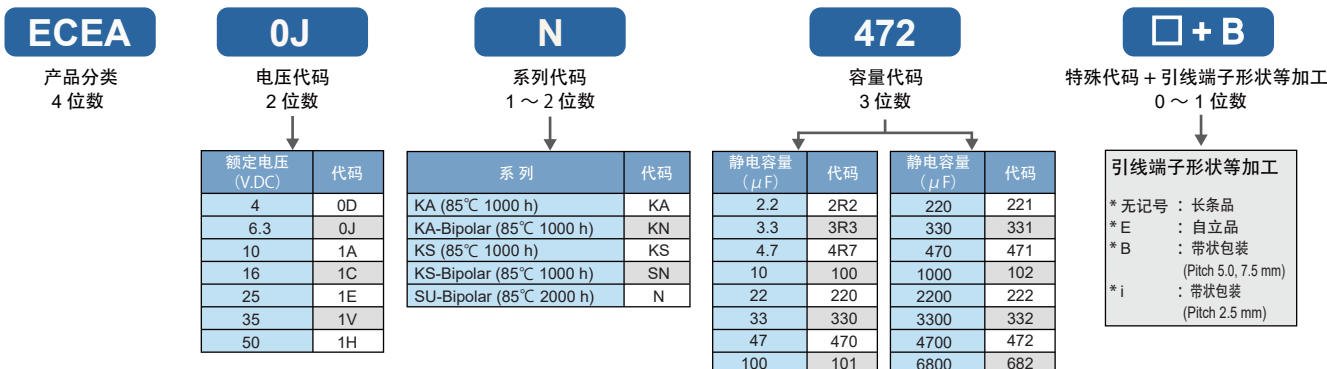 ECEA 0J N 472 □ + B
产品分类 电压代码 系列代码 容量代码 特殊代码 + 引线端子形状等加工
4 位数 2 位数 1 ～ 2 位数 3 位数 0 ～ 1 位数
额定电压 (V.DC) 代码
4 0D
6.3 0J
10 1A
16 1C
25 1E
35 1V
50 1H
系 列 代码
KA (85℃ 1000 h) KA
KA-Bipolar (85℃ 1000 h) KN
KS (85℃ 1000 h) KS
KS-Bipolar (85℃ 1000 h) SN
SU-Bipolar (85℃ 2000 h) N
静电容量 (μF) 代码 静电容量 (μF) 代码
2.2 2R2 220 221
3.3 3R3 330 331
4.7 4R7 470 471
10 100 1000 102
22 220 2200 222
33 330 3300 332
47 470 4700 472
100 101 6800 682
引线端子形状等加工
* 无记号 ： 长条品
* E ： 自立品
* B ： 带状包装
(Pitch 5.0, 7.5 mm)
* i ： 带状包装
(Pitch 2.5 mm)